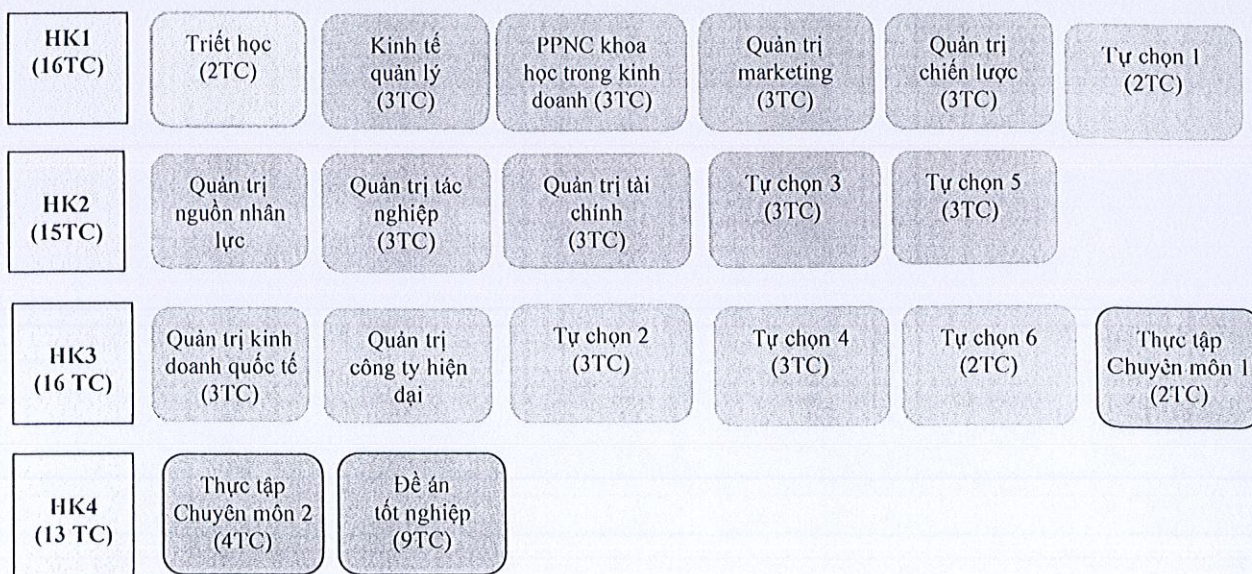 HK1
(16TC)
Triết học
(2TC)
Kinh tế
quản lý
(3TC)
PPNC khoa
học trong kinh
doanh (3TC)
Quản trị
marketing
(3TC)
Quản trị
chiến lược
(3TC)
Tự chọn 1
(2TC)
HK2
(15TC)
Quản trị
nguồn nhân
lực
Quản trị tác
nghiệp
(3TC)
Quản trị tài
chính
(3TC)
Tự chọn 3
(3TC)
Tự chọn 5
(3TC)
HK3
(16 TC)
Quản trị kinh
doanh quốc tế
(3TC)
Quản trị
công ty hiện
đại
Tự chọn 2
(3TC)
Tự chọn 4
(3TC)
Tự chọn 6
(2TC)
Thực tập
Chuyên môn 1
(2TC)
HK4
(13 TC)
Thực tập
Chuyên môn 2
(4TC)
Đề án
tốt nghiệp
(9TC)